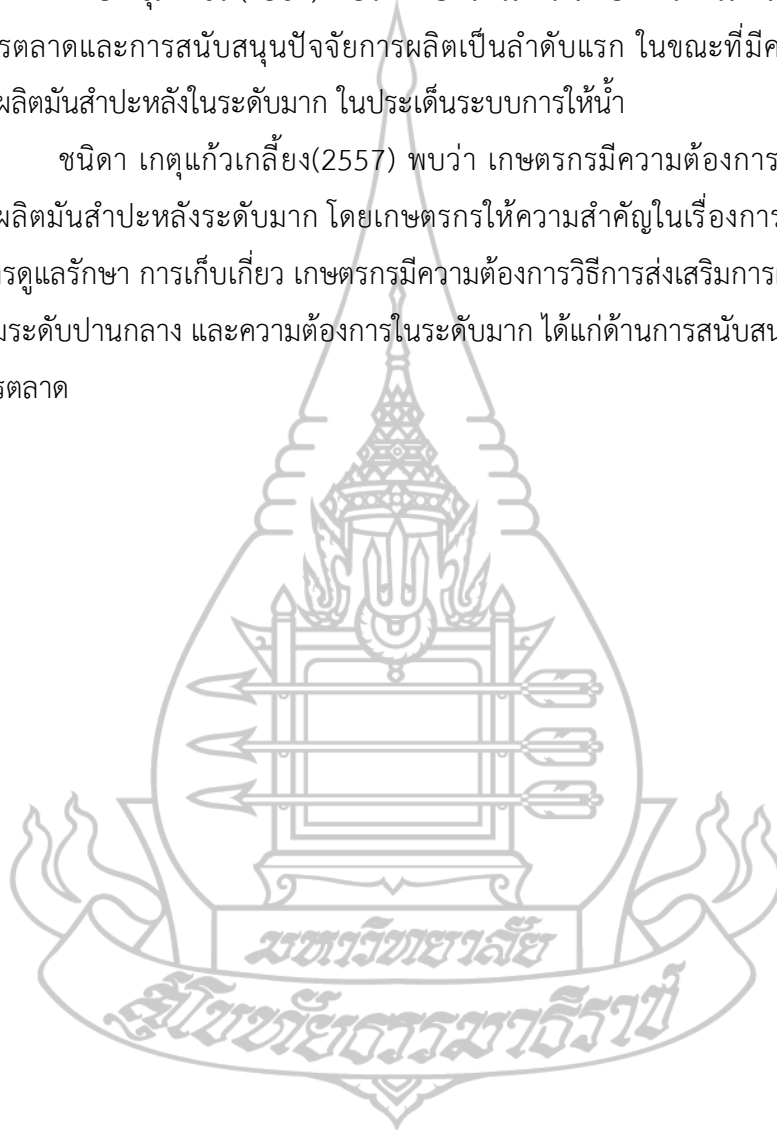 รตลาดและการสนับสนุนปัจจัยการผลิตเป็นลำดับแรก ในขณะที่มีค
ผลิตมันสำปะหลังในระดับมาก ในประเด็นระบบการให้น้ำ
ชนิดา เกตุแก้วเกลี้ยง(2557) พบว่า เกษตรกรมีความต้องการ
ผลิตมันสำปะหลังระดับมาก โดยเกษตรกรให้ความสำคัญในเรื่องการ
รดูแลรักษา การเก็บเกี่ยว เกษตรกรมีความต้องการวิธีการส่งเสริมการ
มระดับปานกลาง และความต้องการในระดับมาก ได้แก่ด้านการสนับสน
รตลาด
มหาวิทยาลัย
สุโขทัยธรรมาธิราช